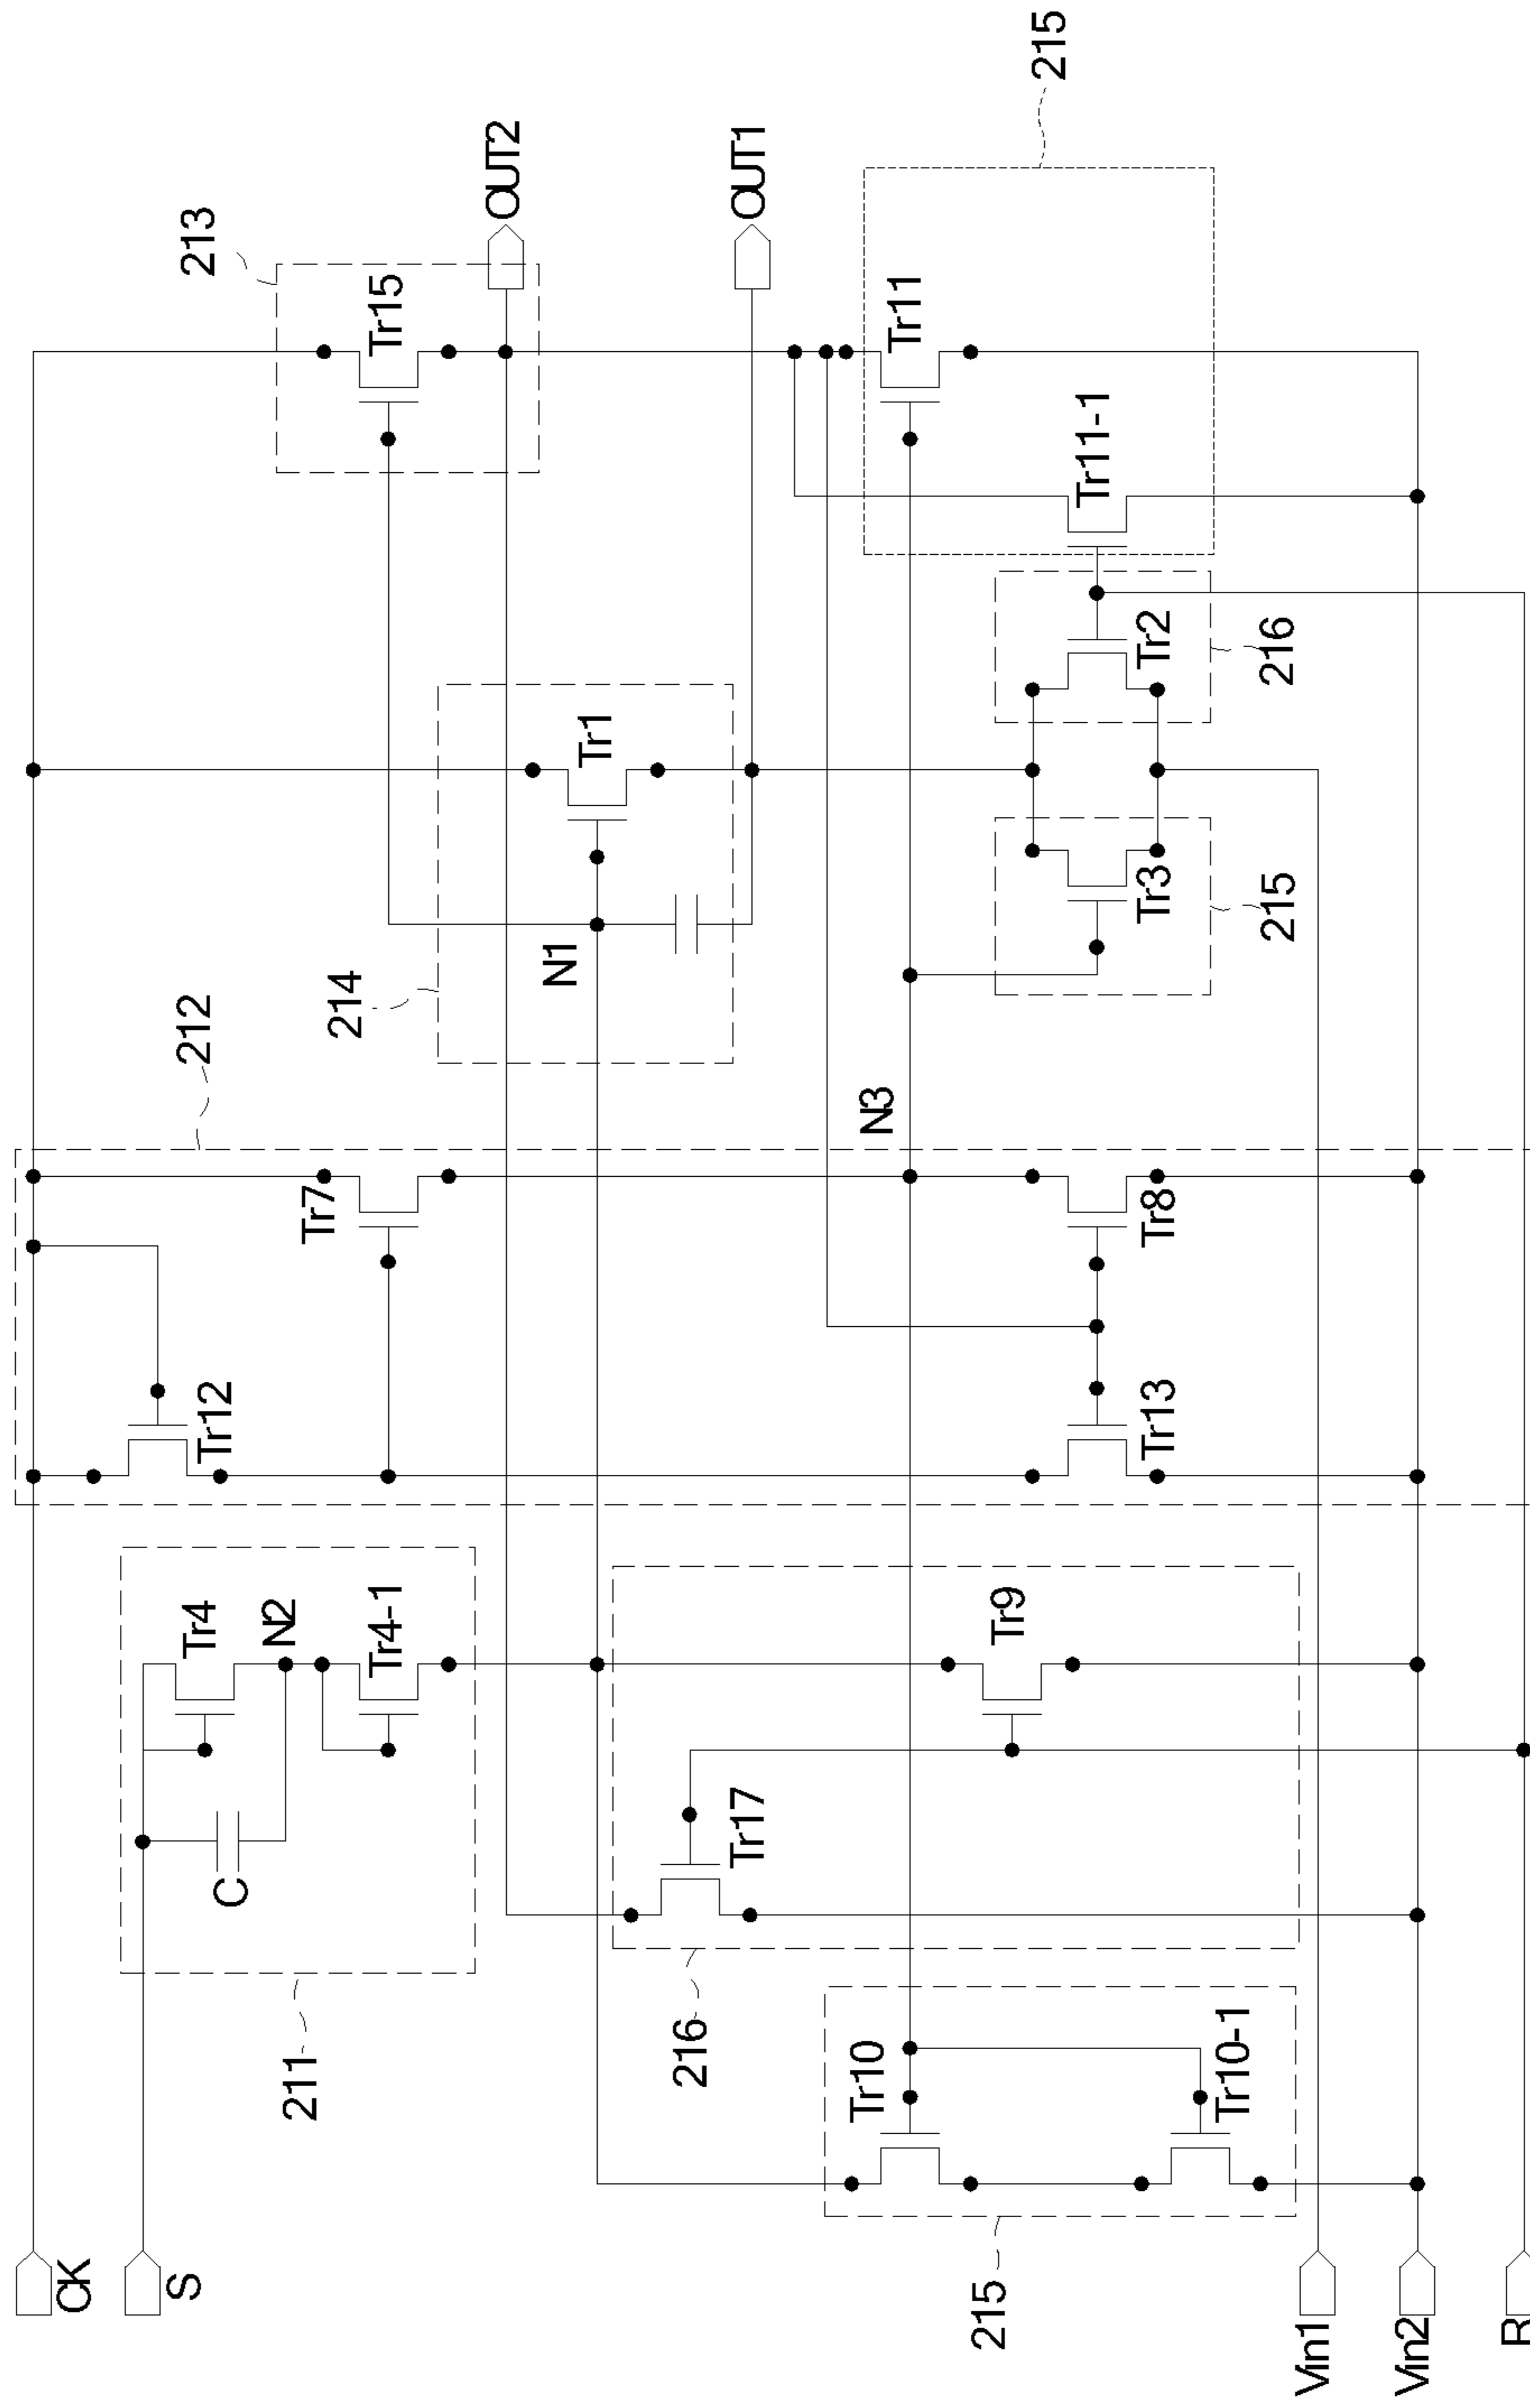 CK
S
211
C
Tr4
N2
Tr4-1
Tr12
212
Tr7
213
Tr15
OUT2
214
N1
Tr1
OUT1
216
Tr17
Tr9
N3
215
Tr10
Tr10-1
Tr13
Tr8
Tr3
215
Tr2
216
Tr11
Tr11-1
215
Vin1
Vin2
R